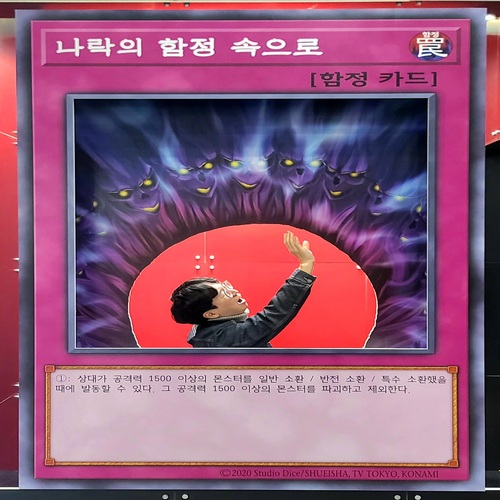 나락의 함정 속으로
함정
罠
[함정 카드]
①: 상대가 공격력 1500 이상의 몬스터를 일반 소환 / 반전 소환 / 특수 소환했을
때에 발동할 수 있다. 그 공격력 1500 이상의 몬스터를 파괴하고 제외한다.
©2020 Studio Dice/SHUEISHA, TV TOKYO, KONAMI